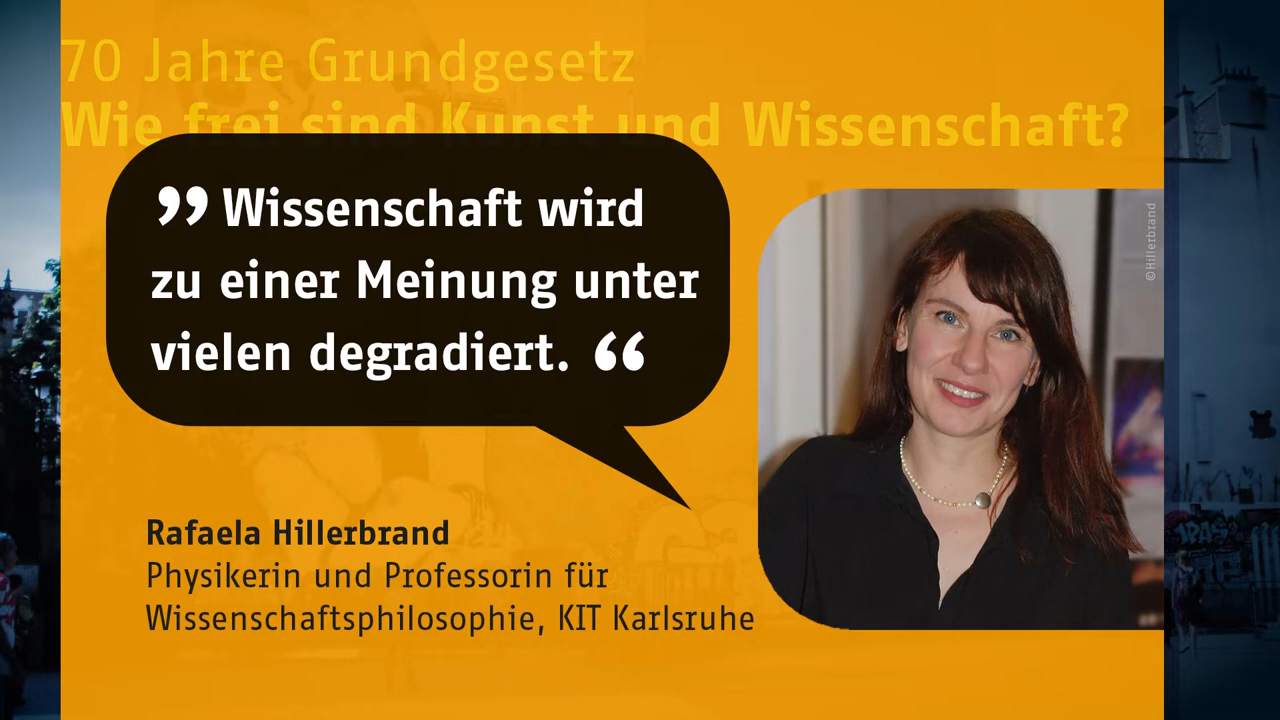 70 Jahre Grundgesetz
Wie frei sind Kunst und Wissenschaft?
”Wissenschaft wird
zu einer Meinung unter
vielen degradiert.“
©Hillerbrand
Rafaela Hillerbrand
Physikerin und Professorin für
Wissenschaftsphilosophie, KIT Karlsruhe